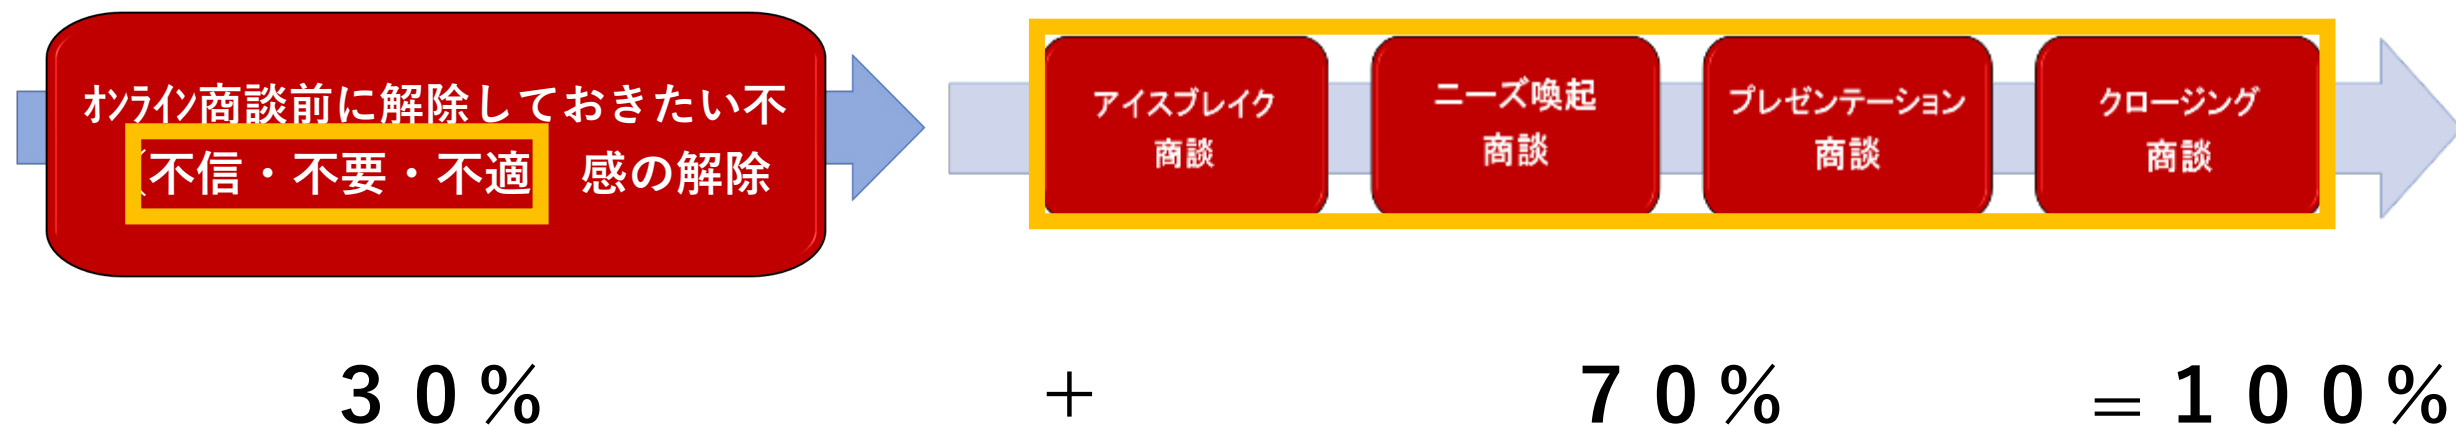 オンライン商談前に解除しておきたい不
（不信・不要・不適　感の解除
アイスブレイク
商談
ニーズ喚起
商談
プレゼンテーション
商談
クロージング
商談
３０％
＋
７０％
＝１００％